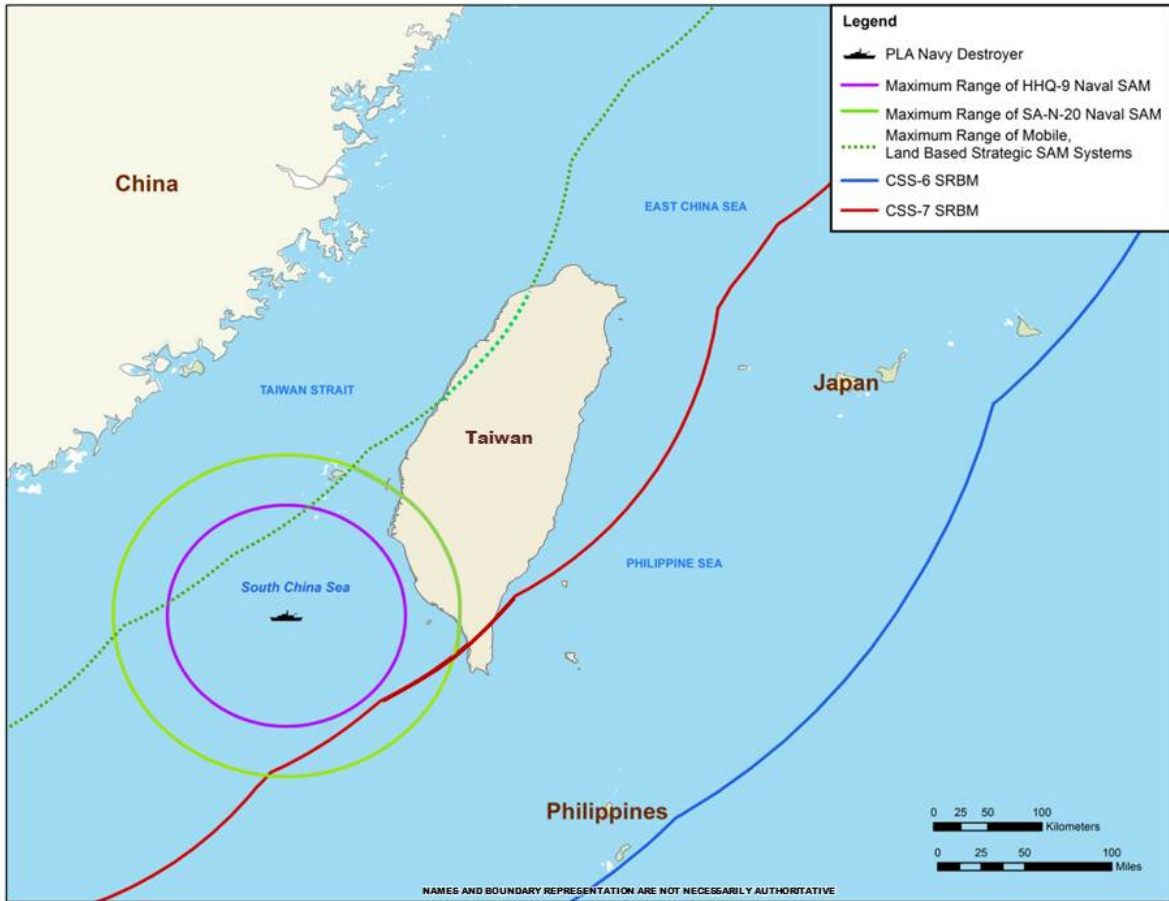 Legend
PLA Navy Destroyer
Maximum Range of HHQ-9 Naval SAM
Maximum Range of SA-N-20 Naval SAM
Maximum Range of Mobile,
Land Based Strategic SAM Systems
CSS-6 SRBM
CSS-7 SRBM
China
EAST CHINA SEA
TAIWAN STRAIT
Japan
Taiwan
PHILIPPINE SEA
South China Sea
Philippines
0 25 50 100
Kilometers
0 25 50 100
Miles
NAMES AND BOUNDARY REPRESENTATION ARE NOT NECESSARILY AUTHORITATIVE